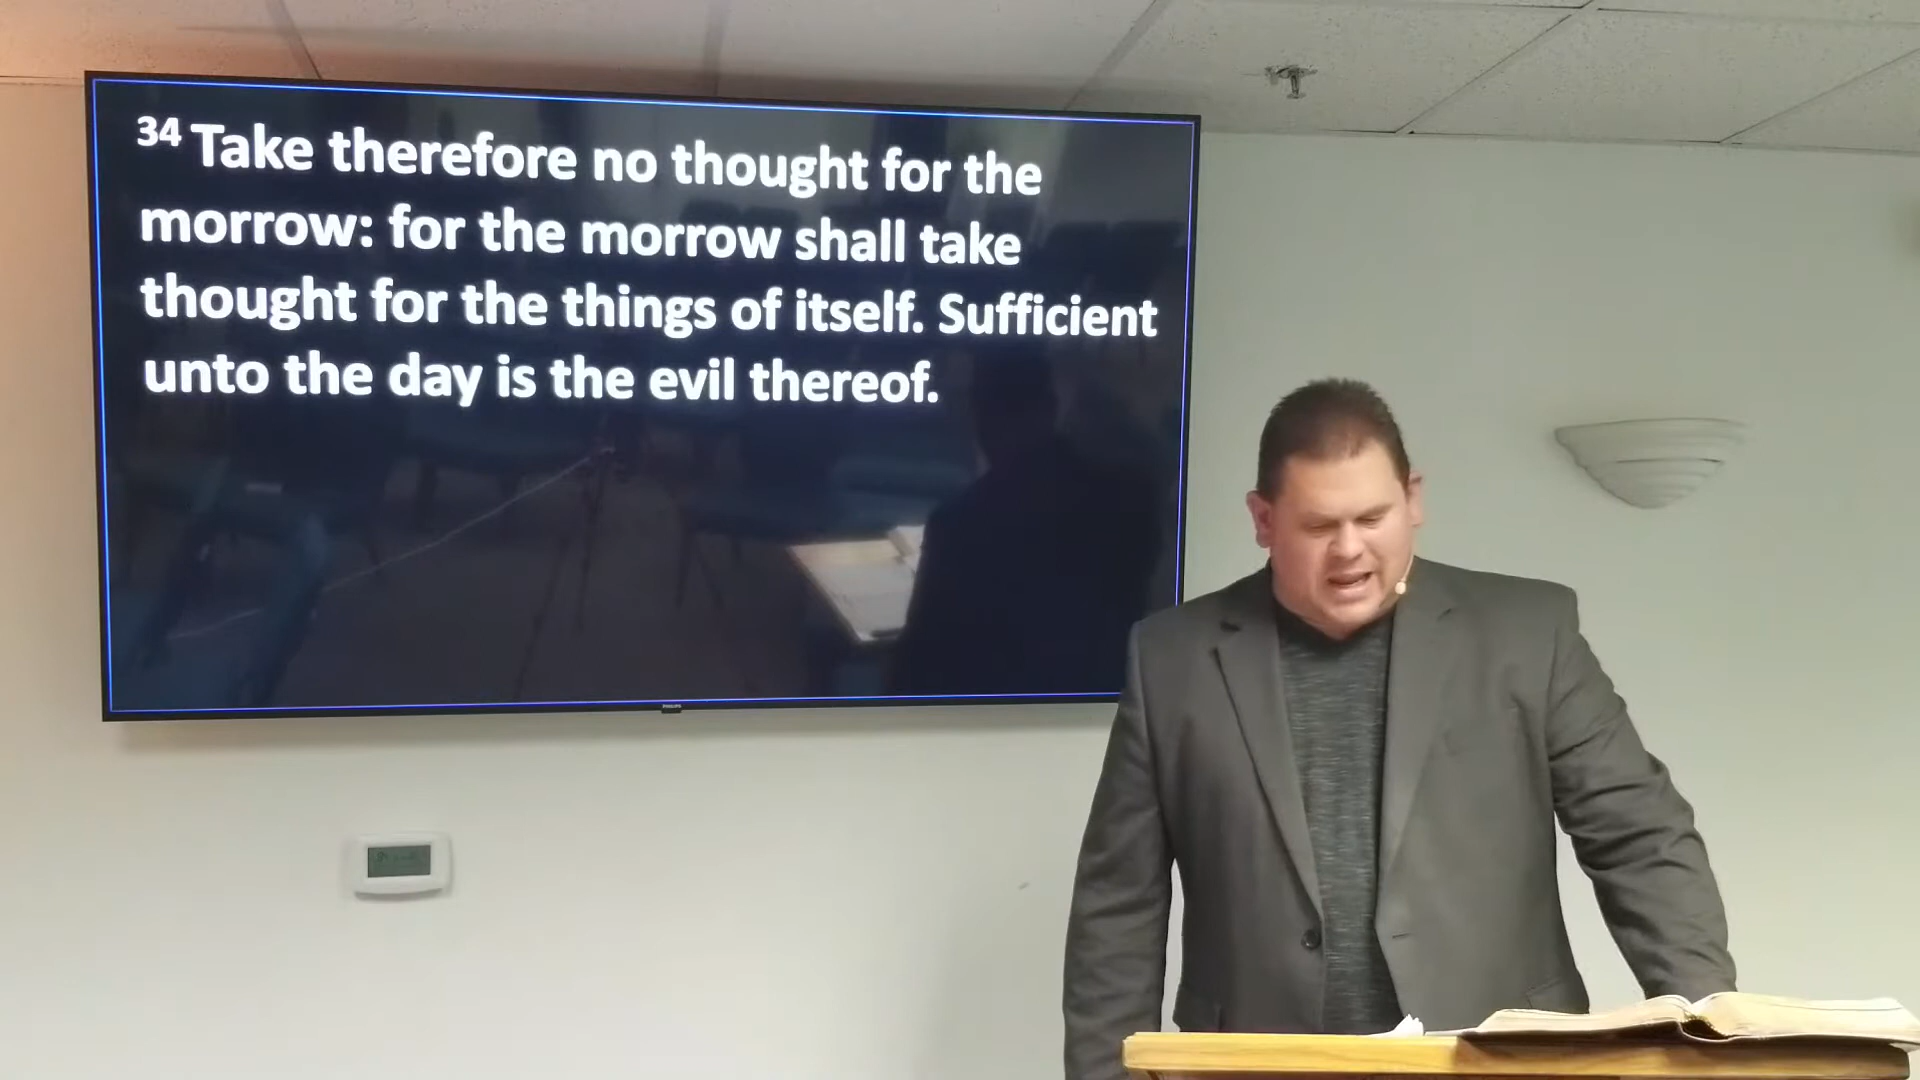 34 Take therefore no thought for the
morrow: for the morrow shall take
thought for the things of itself. Sufficient
unto the day is the evil thereof.
PHILIPS